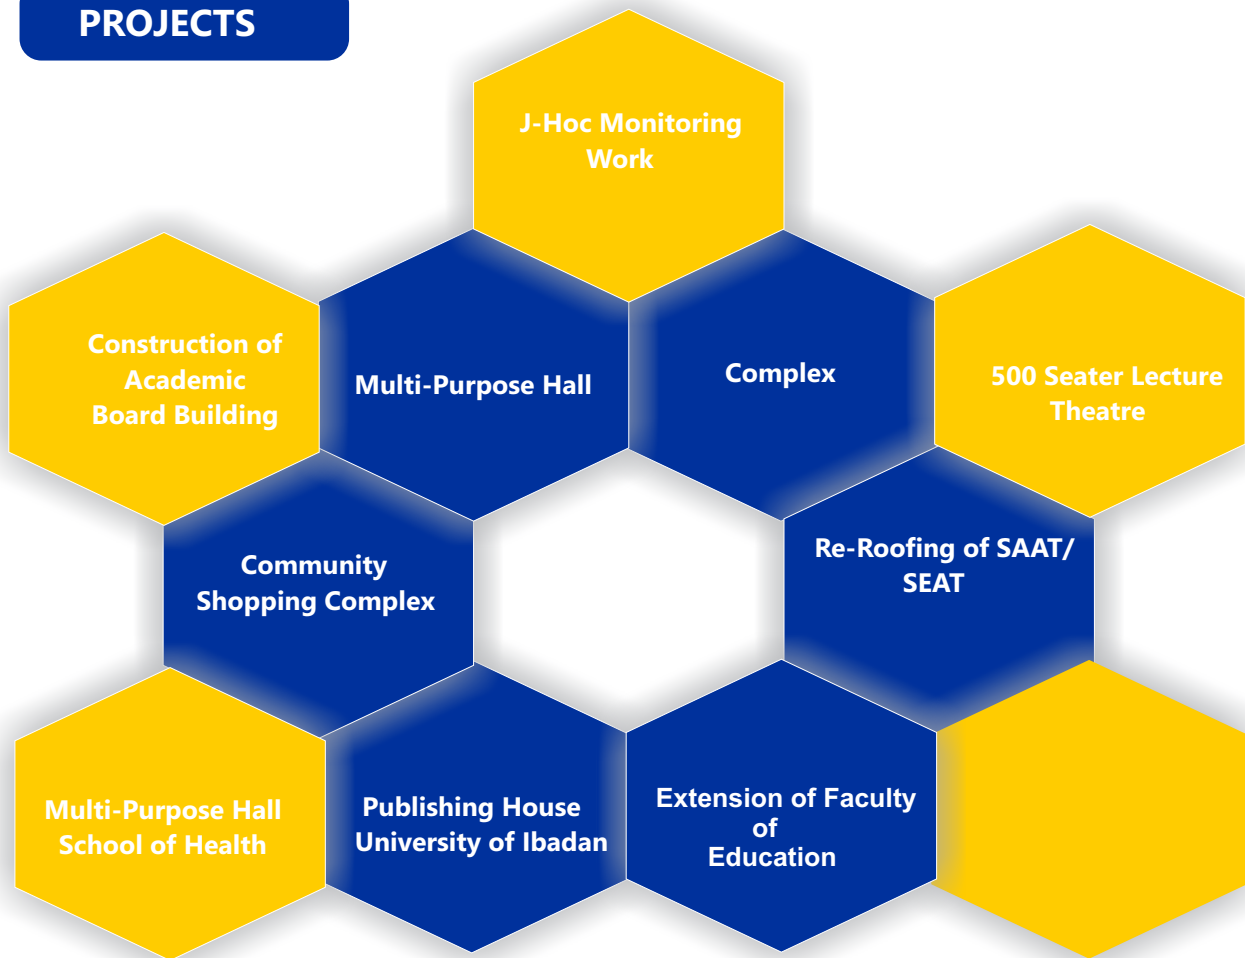 PROJECTS
J-Hoc Monitoring
Work
Construction of
Academic
Board Building
Multi-Purpose Hall
Complex
500 Seater Lecture
Theatre
Community
Shopping Complex
Re-Roofing of SAAT/
SEAT
Multi-Purpose Hall
School of Health
Publishing House
University of Ibadan
Extension of Faculty
of
Education